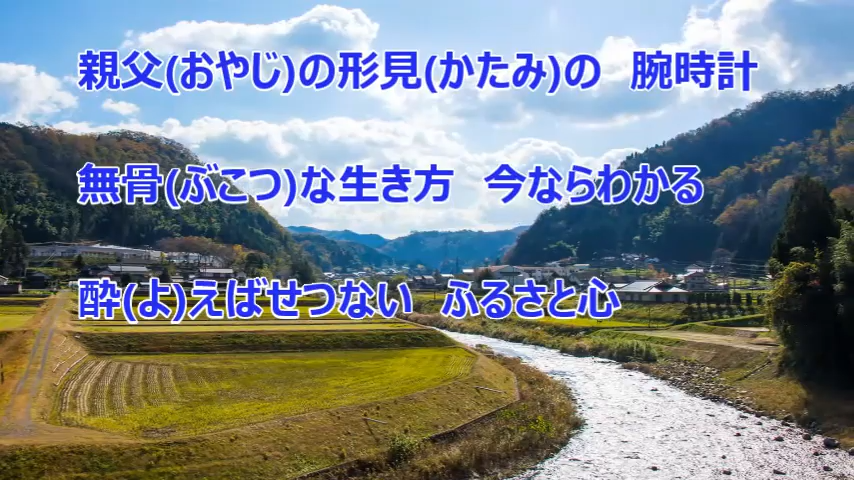 親父(おやじ)の形見(かたみ)の　腕時計
無骨(ぶこつ)な生き方　今ならわかる
酔(よ)えばせつない　ふるさと心